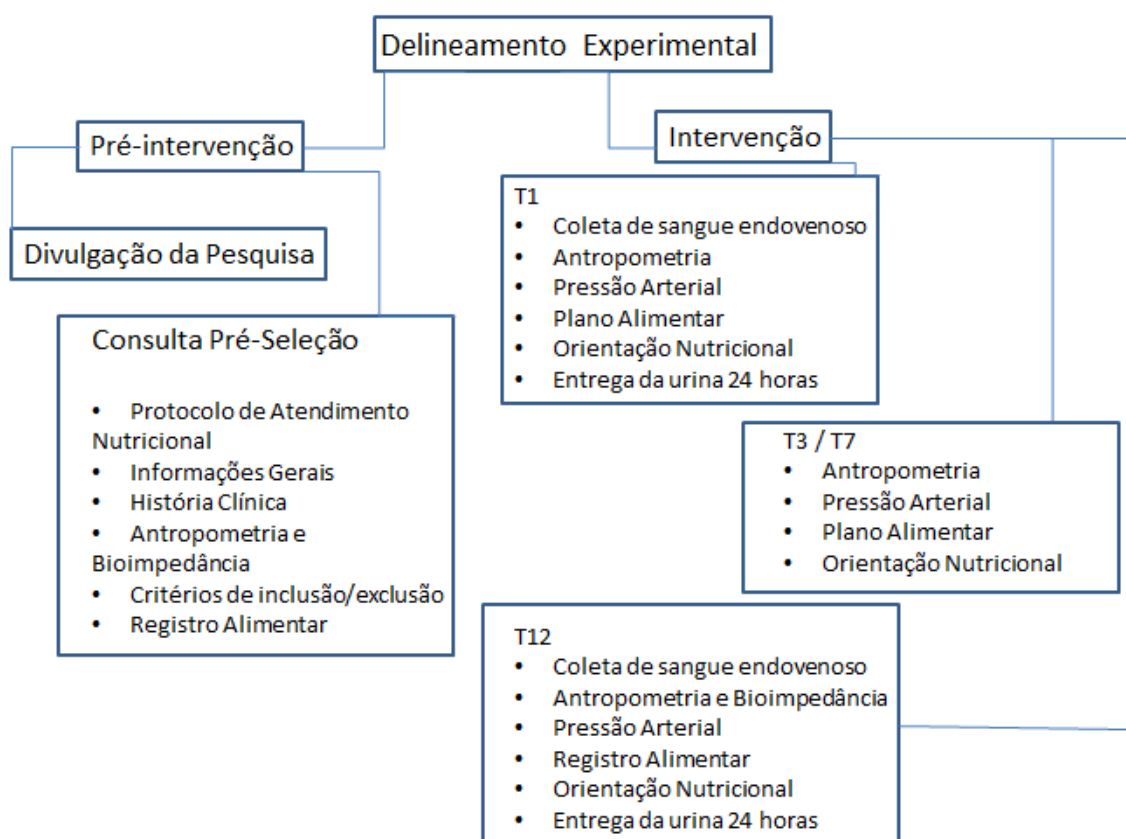 Delineamento Experimental
Pré-intervenção
Intervenção
Divulgação da Pesquisa
Consulta Pré-Seleção
• Protocolo de Atendimento
Nutricional
• Informações Gerais
• História Clínica
• Antropometria e
Bioimpedância
• Critérios de inclusão/exclusão
• Registro Alimentar
T1
• Coleta de sangue endovenoso
• Antropometria
• Pressão Arterial
• Plano Alimentar
• Orientação Nutricional
• Entrega da urina 24 horas
T3 / T7
• Antropometria
• Pressão Arterial
• Plano Alimentar
• Orientação Nutricional
T12
• Coleta de sangue endovenoso
• Antropometria e Bioimpedância
• Pressão Arterial
• Registro Alimentar
• Orientação Nutricional
• Entrega da urina 24 horas